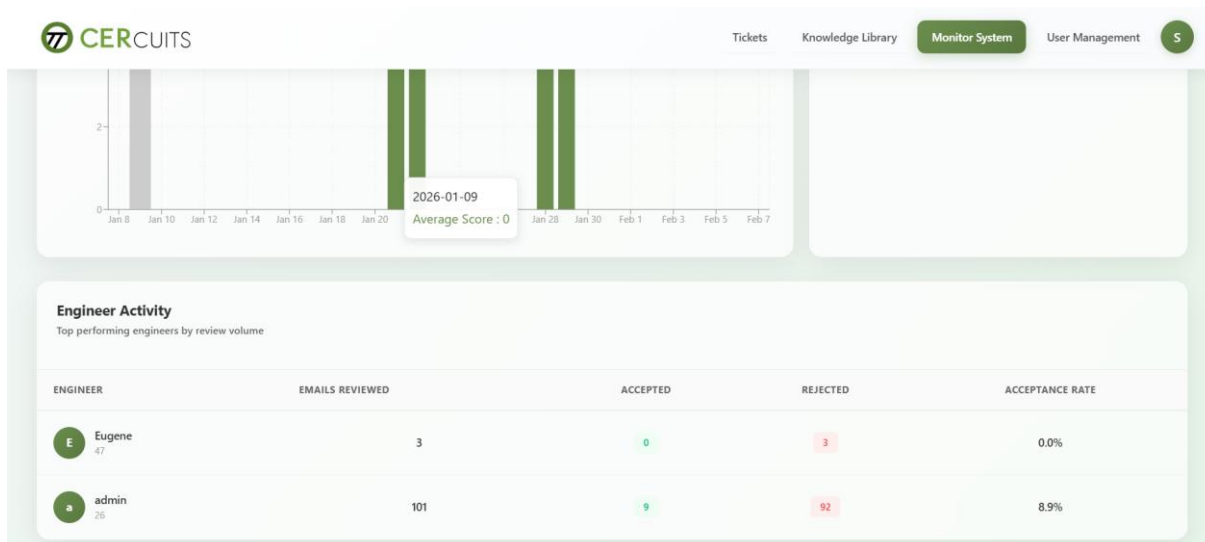 CERCUITS
Tickets Knowledge Library Monitor System User Management S
2
0
Jan 8 Jan 10 Jan 12 Jan 14 Jan 16 Jan 18 Jan 20 Jan 28 Jan 30 Feb 1 Feb 3 Feb 5 Feb 7
2026-01-09
Average Score : 0
Engineer Activity
Top performing engineers by review volume
ENGINEER EMAILS REVIEWED ACCEPTED REJECTED ACCEPTANCE RATE
E Eugene 3 0 3 0.0%
47
a admin 101 9 92 8.9%
26